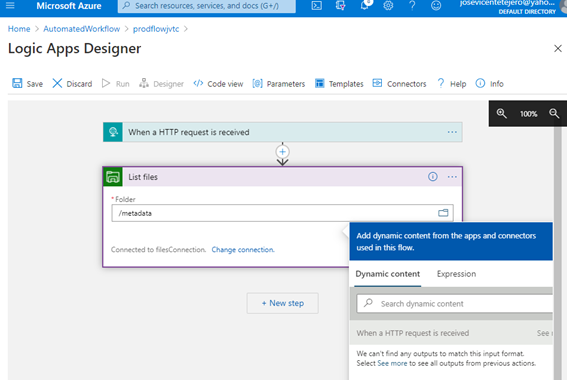 Microsoft Azure
Search resources, services, and docs (G+/)
josevicentetejero@yaho...
DEFAULT DIRECTORY
Home > AutomatedWorkflow > prodflowjvtc >
Logic Apps Designer
Save Discard Run Designer Code view Parameters Templates Connectors Help Info
100%
When a HTTP request is received
List files
* Folder
/metadata
Connected to filesConnection. Change connection.
Add dynamic content from the apps and connectors
used in this flow.
Dynamic content Expression
Search dynamic content
+ New step
When a HTTP request is received See
We can't find any outputs to match this input format.
Select See more to see all outputs from previous actions.